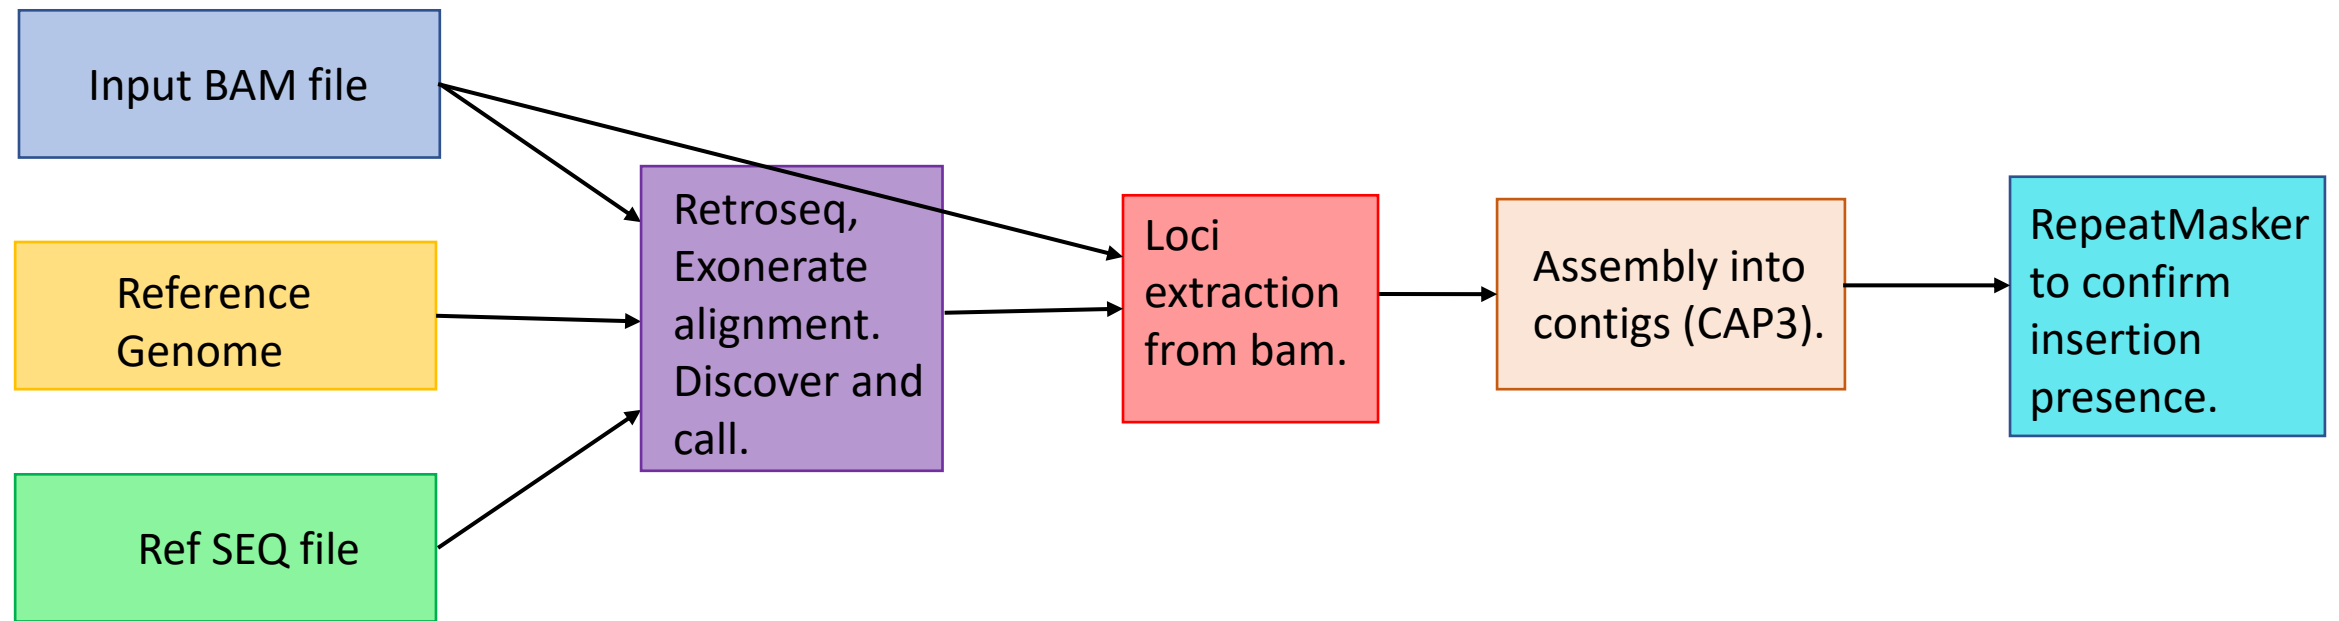 Input BAM file
Reference
Genome
Ref SEQ file
Retroseq,
Exonerate
alignment.
Discover and
call.
Loci
extraction
from bam.
Assembly into
contigs (CAP3).
RepeatMasker
to confirm
insertion
presence.